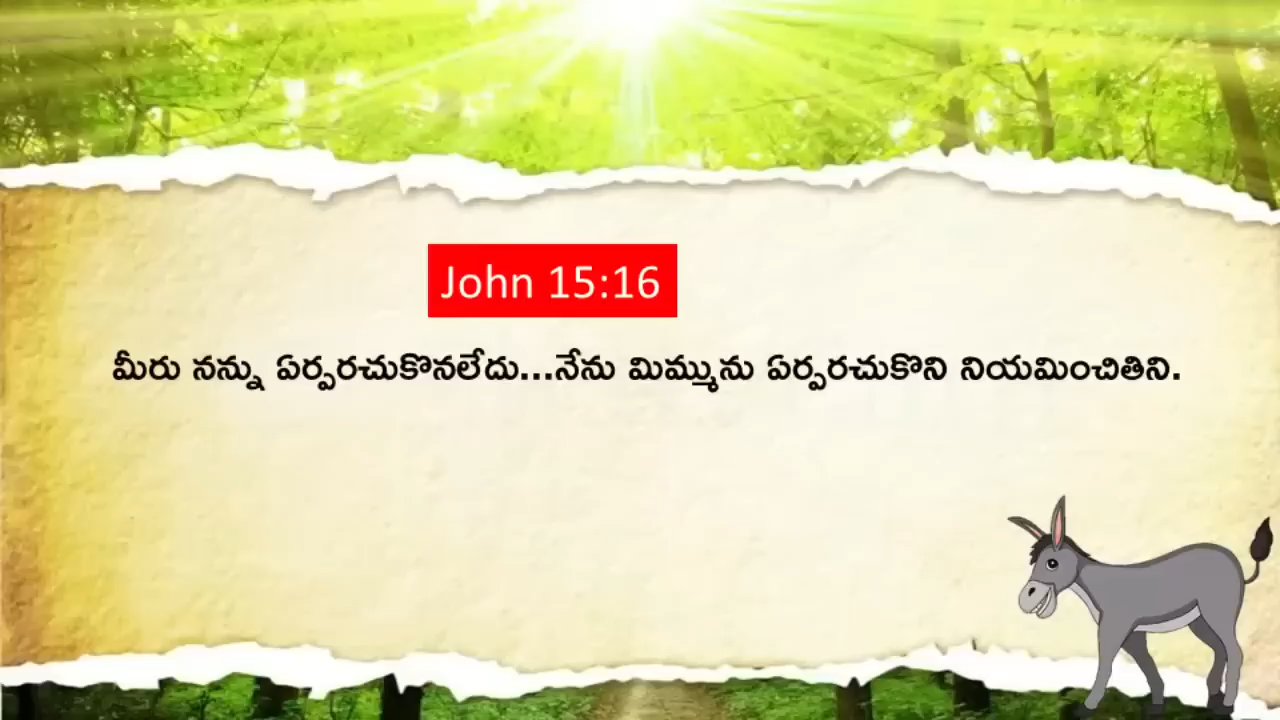 John 15:16
మీరు నన్ను ఏర్పరచుకొనలేదు...నేను మిమ్మును ఏర్పరచుకొని నియమించితిని.